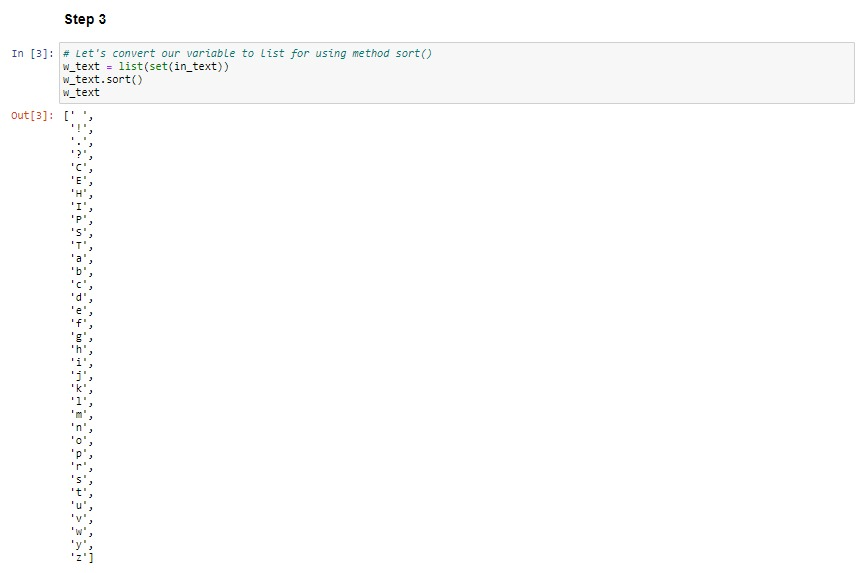 Step 3
In [3]: # Let's convert our variable to List for using method sort()
w_text = list(set(in_text))
w_text.sort()
w_text
Out[3]: [' ',
'!',
'.',
'?',
'C',
'E',
'H',
'I',
'P',
'S',
'T',
'a',
'b',
'c',
'd',
'e',
'f',
'g',
'h',
'i',
'j',
'k',
'l',
'm',
'n',
'o',
'p',
'r',
's',
't',
'u',
'v',
'w',
'y',
'z']